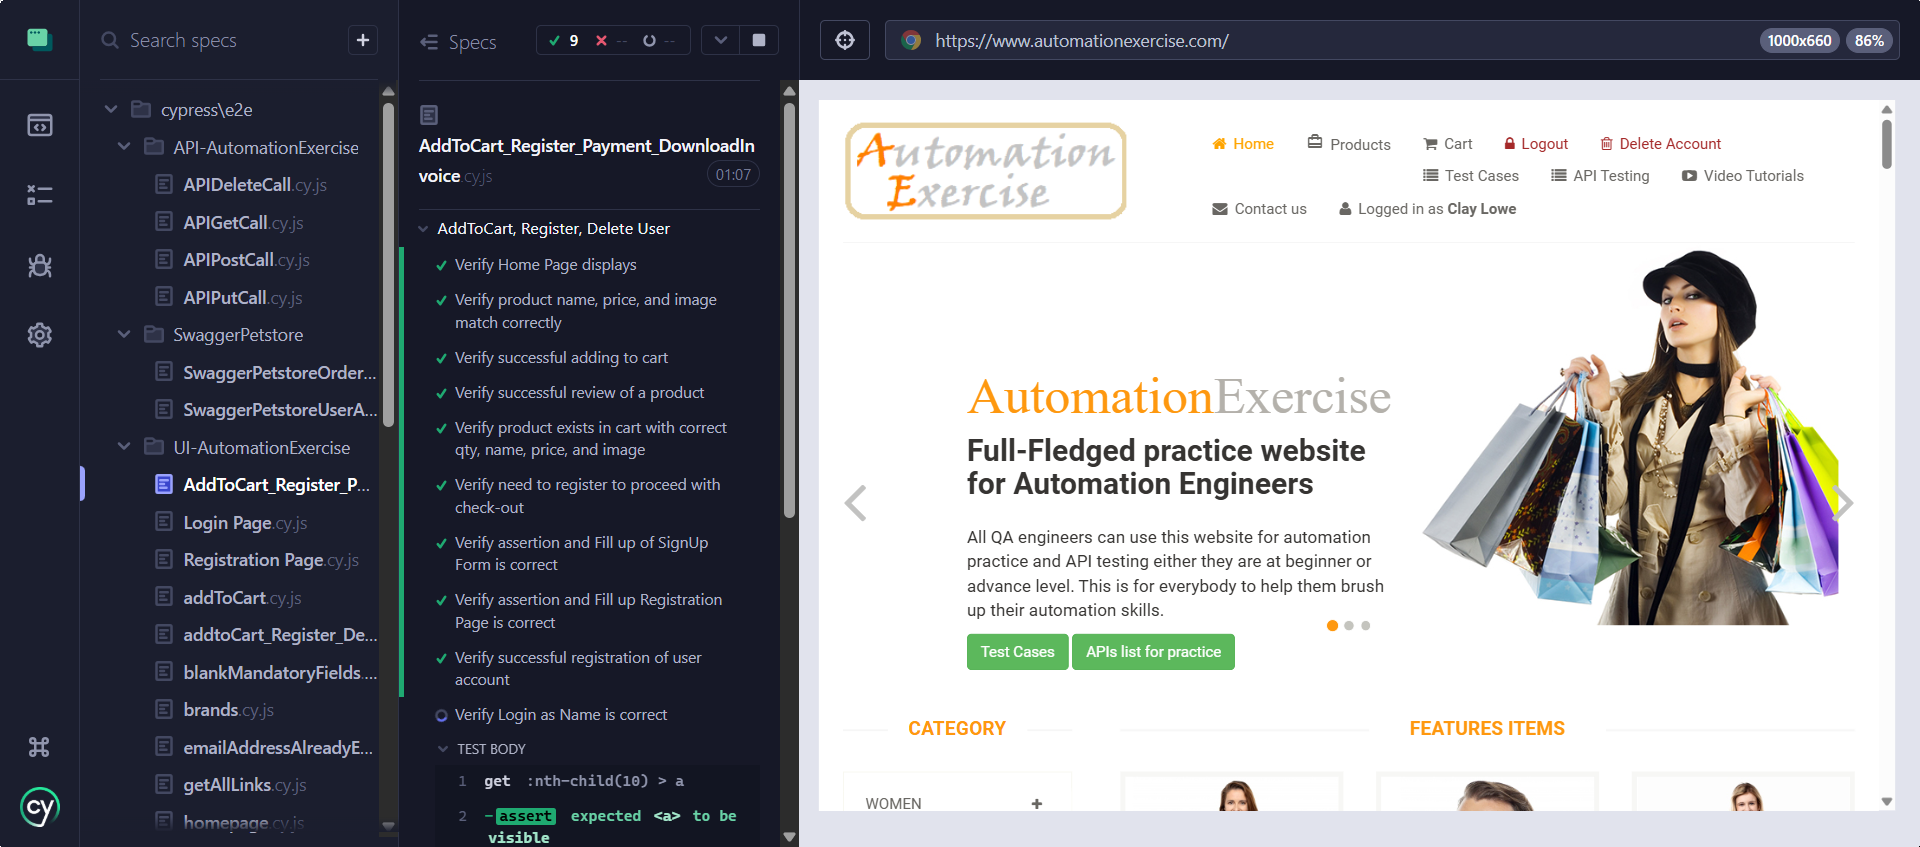 Search specs
+
cypress\e2e
API-AutomationExercise
APIDeleteCall.cy.js
APIGetCall.cy.js
APIPostCall.cy.js
APIPutCall.cy.js
SwaggerPetstore
SwaggerPetstoreOrder...
SwaggerPetstoreUserA...
UI-AutomationExercise
AddToCart_Register_P...
Login Page.cy.js
Registration Page.cy.js
addToCart.cy.js
addtoCart_Register_De...
blankMandatoryFields....
brands.cy.js
emailAddressAlreadyE...
getAllLinks.cy.js
homepage.cy.js
cy
Specs
9 -- --
AddToCart_Register_Payment_DownloadIn
voice.cy.js 01:07
AddToCart, Register, Delete User
Verify Home Page displays
Verify product name, price, and image
match correctly
Verify successful adding to cart
Verify successful review of a product
Verify product exists in cart with correct
qty, name, price, and image
Verify need to register to proceed with
check-out
Verify assertion and Fill up of SignUp
Form is correct
Verify assertion and Fill up Registration
Page is correct
Verify successful registration of user
account
Verify Login as Name is correct
TEST BODY
1 get :nth-child(10) > a
2 -assert expected <a> to be
visible
https://www.automationexercise.com/ 1000x660 86%
Automation
Exercise
Home Products Cart Logout Delete Account
Test Cases API Testing Video Tutorials
Contact us Logged in as Clay Lowe
AutomationExercise
Full-Fledged practice website
for Automation Engineers
All QA engineers can use this website for automation
practice and API testing either they are at beginner or
advance level. This is for everybody to help them brush
up their automation skills.
Test Cases APIs list for practice
CATEGORY
FEATURES ITEMS
WOMEN +